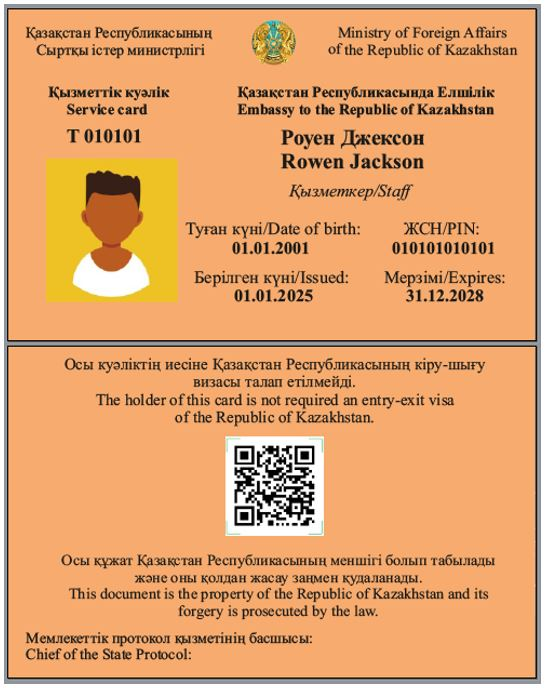 Қазақстан Республикасының
Сыртқы істер министрлігі
Ministry of Foreign Affairs
of the Republic of Kazakhstan
Қызметтік куәлік
Service card
Т 010101
Қазақстан Республикасында Елшілік
Embassy to the Republic of Kazakhstan
Роуен Джексон
Rowen Jackson
Қызметкер/Staff
Туған күні/Date of birth:
01.01.2001
ЖСН/PIN:
010101010101
Берілген күні/Issued:
01.01.2025
Мерзімі/Expires:
31.12.2028
Осы куәліктің иесіне Қазақстан Республикасының кіру-шығу
визасы талап етілмейді.
The holder of this card is not required an entry-exit visa
of the Republic of Kazakhstan.
Осы құжат Қазақстан Республикасының меншігі болып табылады
және оны қолдан жасау заңмен қудаланады.
This document is the property of the Republic of Kazakhstan and its
forgery is prosecuted by the law.
Мемлекеттік протокол қызметінің басшысы:
Chief of the State Protocol: